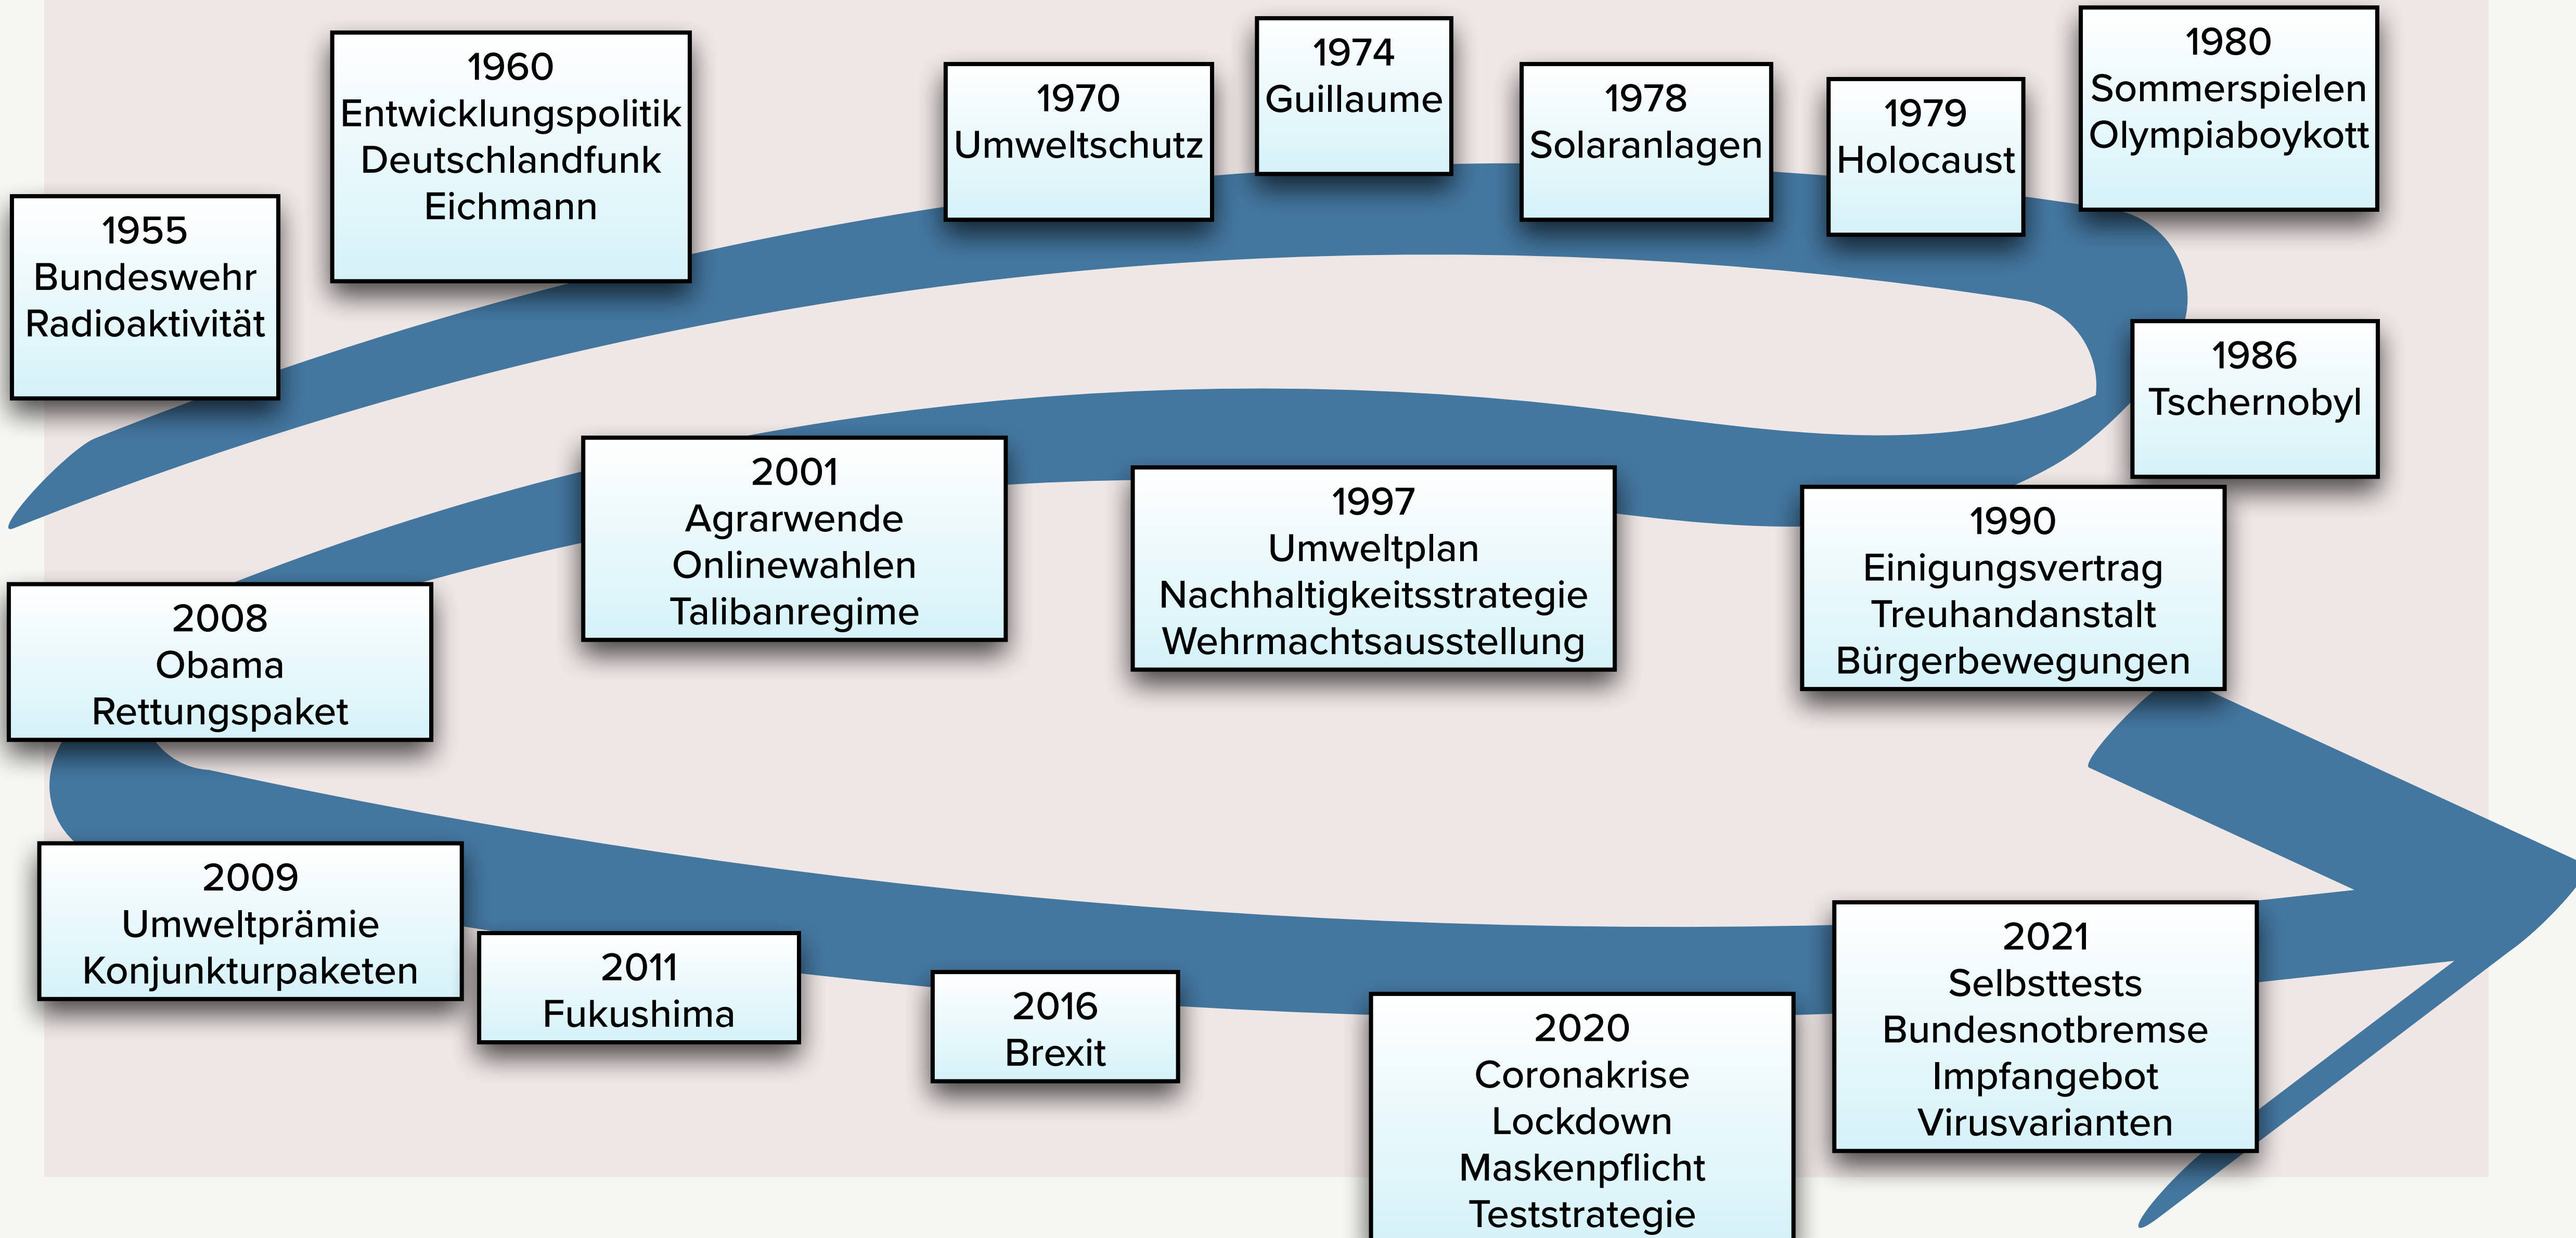 1955
Bundeswehr
Radioaktivität
1960
Entwicklungspolitik
Deutschlandfunk
Eichmann
1970
Umweltschutz
1974
Guillaume
1978
Solaranlagen
1979
Holocaust
1980
Sommerspielen
Olympiaboykott
1986
Tschernobyl
1990
Einigungsvertrag
Treuhandanstalt
Bürgerbewegungen
1997
Umweltplan
Nachhaltigkeitsstrategie
Wehrmachtsausstellung
2001
Agrarwende
Onlinewahlen
Talibanregime
2008
Obama
Rettungspaket
2009
Umweltprämie
Konjunkturpaketen
2011
Fukushima
2016
Brexit
2020
Coronakrise
Lockdown
Maskenpflicht
Teststrategie
2021
Selbsttests
Bundesnotbremse
Impfangebot
Virusvarianten